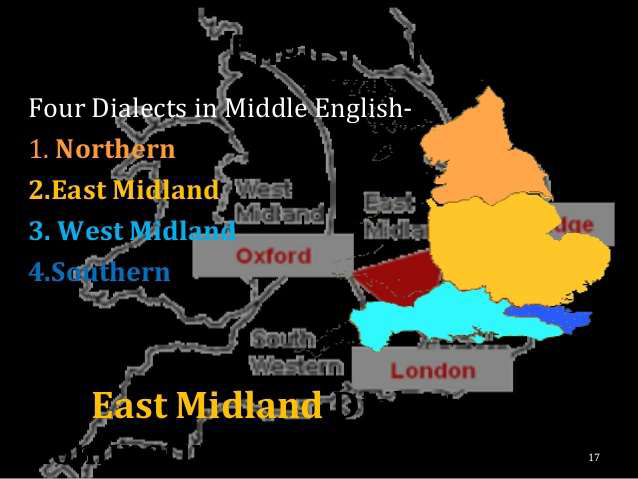 Four Dialects in Middle English-
1. Northern
2.East Midland
3. West Midland
4.Southern
West
Midland
East
Oxford
South
Western
London
East Midland
17